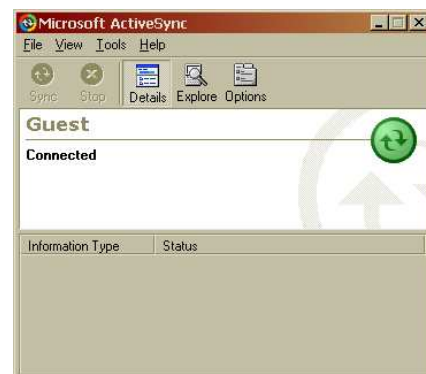 Microsoft ActiveSync
File View Tools Help
Sync Stop Details Explore Options
Guest
Connected
Information Type Status